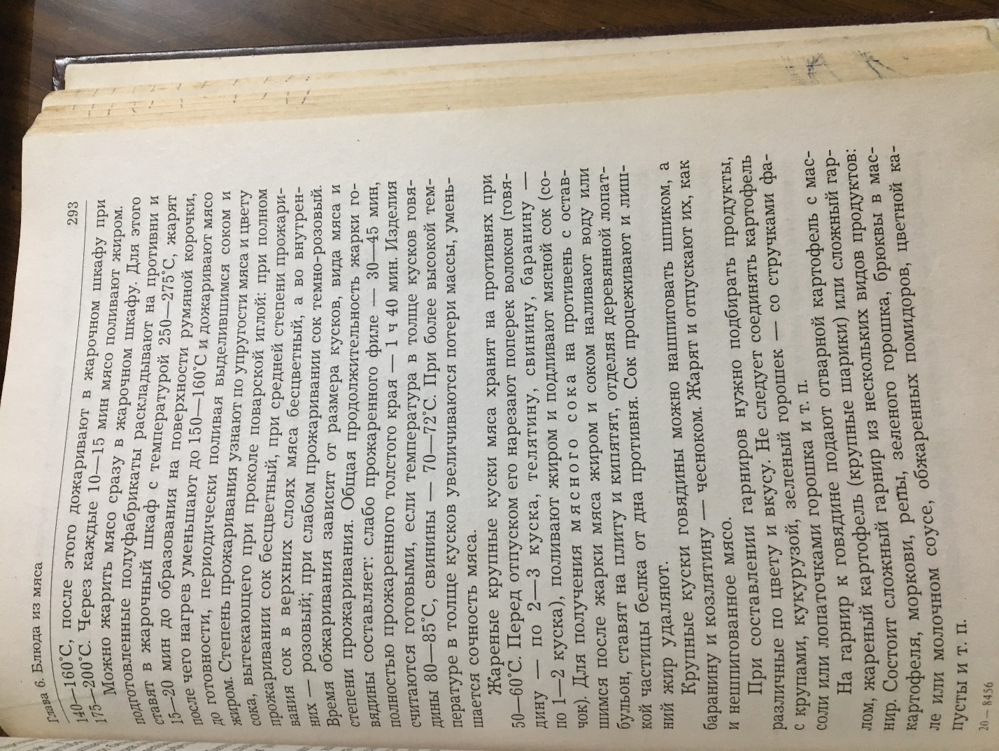 Глава 6. Блюда из мяса 293
140—160°С, после этого дожаривают в жарочном шкафу при
175—200°С. Через каждые 10—15 мин мясо поливают жиром.
Можно жарить мясо сразу в жарочном шкафу. Для этого
подготовленные полуфабрикаты раскладывают на противни и
ставят в жарочный шкаф с температурой 250—275°С, жарят
15—20 мин до образования на поверхности румяной корочки,
после чего нагрев уменьшают до 150—160°С и дожаривают мясо
до готовности, периодически поливая выделившимся соком и
жиром. Степень прожаривания узнают по упругости мяса и цвету
сока, вытекающего при проколе поварской иглой: при полном
прожаривании сок бесцветный, при средней степени прожари-
вания сок в верхних слоях мяса бесцветный, а во внутрен-
них — розовый; при слабом прожаривании сок темно-розовый.
Время обжаривания зависит от размера кусков, вида мяса и
степени прожаривания. Общая продолжительность жарки го-
вядины составляет: слабо прожаренного филе — 30—45 мин,
полностью прожаренного толстого края — 1 ч 40 мин. Изделия
считаются готовыми, если температура в толще кусков говя-
дины 80—85°С, свинины — 70—72°С. При более высокой тем-
пературе в толще кусков увеличиваются потери массы, умень-
шается сочность мяса.
Жареные крупные куски мяса хранят на противнях при
50—60°С. Перед отпуском его нарезают поперек волокон (говя-
дину — по 2—3 куска, телятину, свинину, баранину —
по 1—2 куска), поливают жиром и подливают мясной сок (со-
чок). Для получения мясного сока на противень с остав-
шимся после жарки мяса жиром и соком наливают воду или
бульон, ставят на плиту и кипятят, отделяя деревянной лопат-
кой частицы белка от дна противня. Сок процеживают и лиш-
ний жир удаляют.
Крупные куски говядины можно нашпиговать шпиком, а
баранину и козлятину — чесноком. Жарят и отпускают их, как
и нешпигованное мясо.
При составлении гарниров нужно подбирать продукты,
различные по цвету и вкусу. Не следует соединять картофель
с крупами, кукурузой, зеленый горошек — со стручками фа-
соли или лопаточками горошка и т. п.
На гарнир к говядине подают отварной картофель с мас-
лом, жареный картофель (крупные шарики) или сложный гар-
нир. Состоит сложный гарнир из нескольких видов продуктов:
картофеля, моркови, репы, зеленого горошка, брюквы в мас-
ле или молочном соусе, обжаренных помидоров, цветной ка-
пусты и т. п.
20—8456